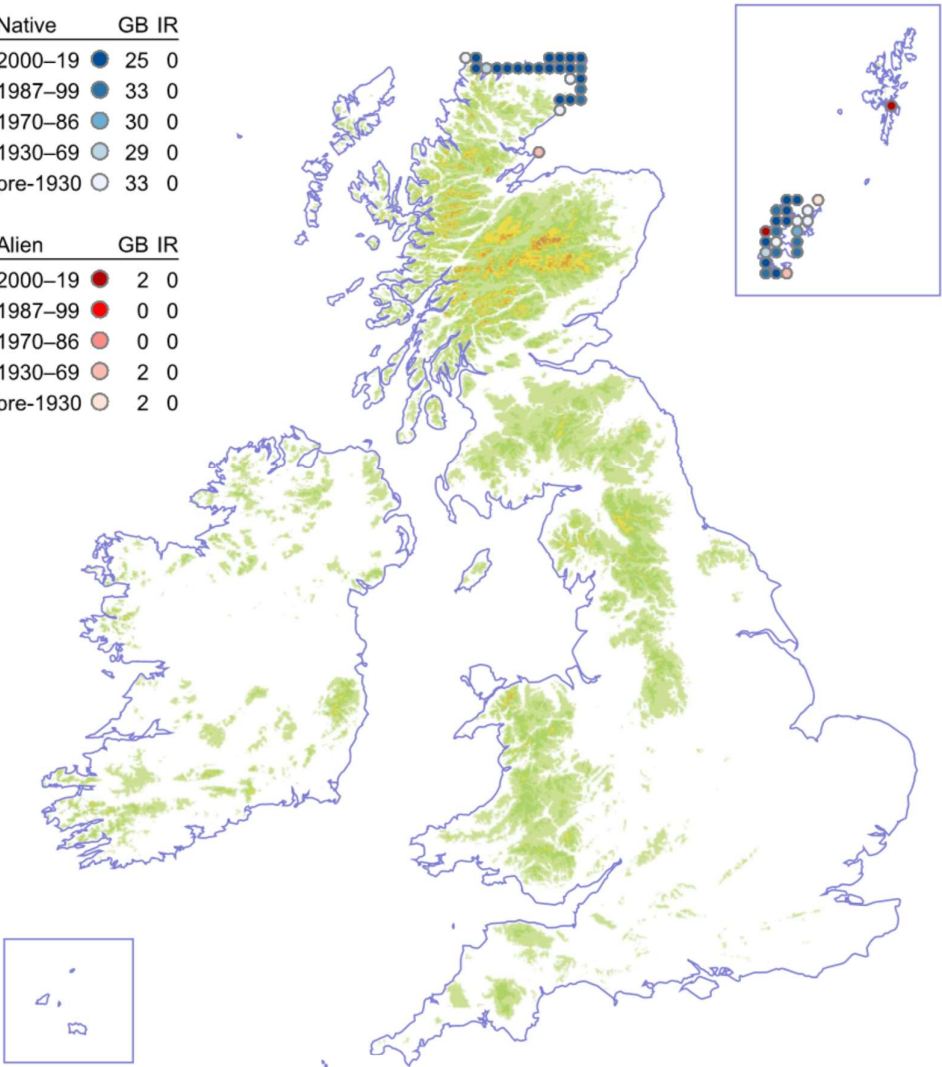 Native GB IR
2000–19 25 0
1987–99 33 0
1970–86 30 0
1930–69 29 0
ore-1930 33 0
Alien GB IR
2000–19 2 0
1987–99 0 0
1970–86 0 0
1930–69 2 0
ore-1930 2 0